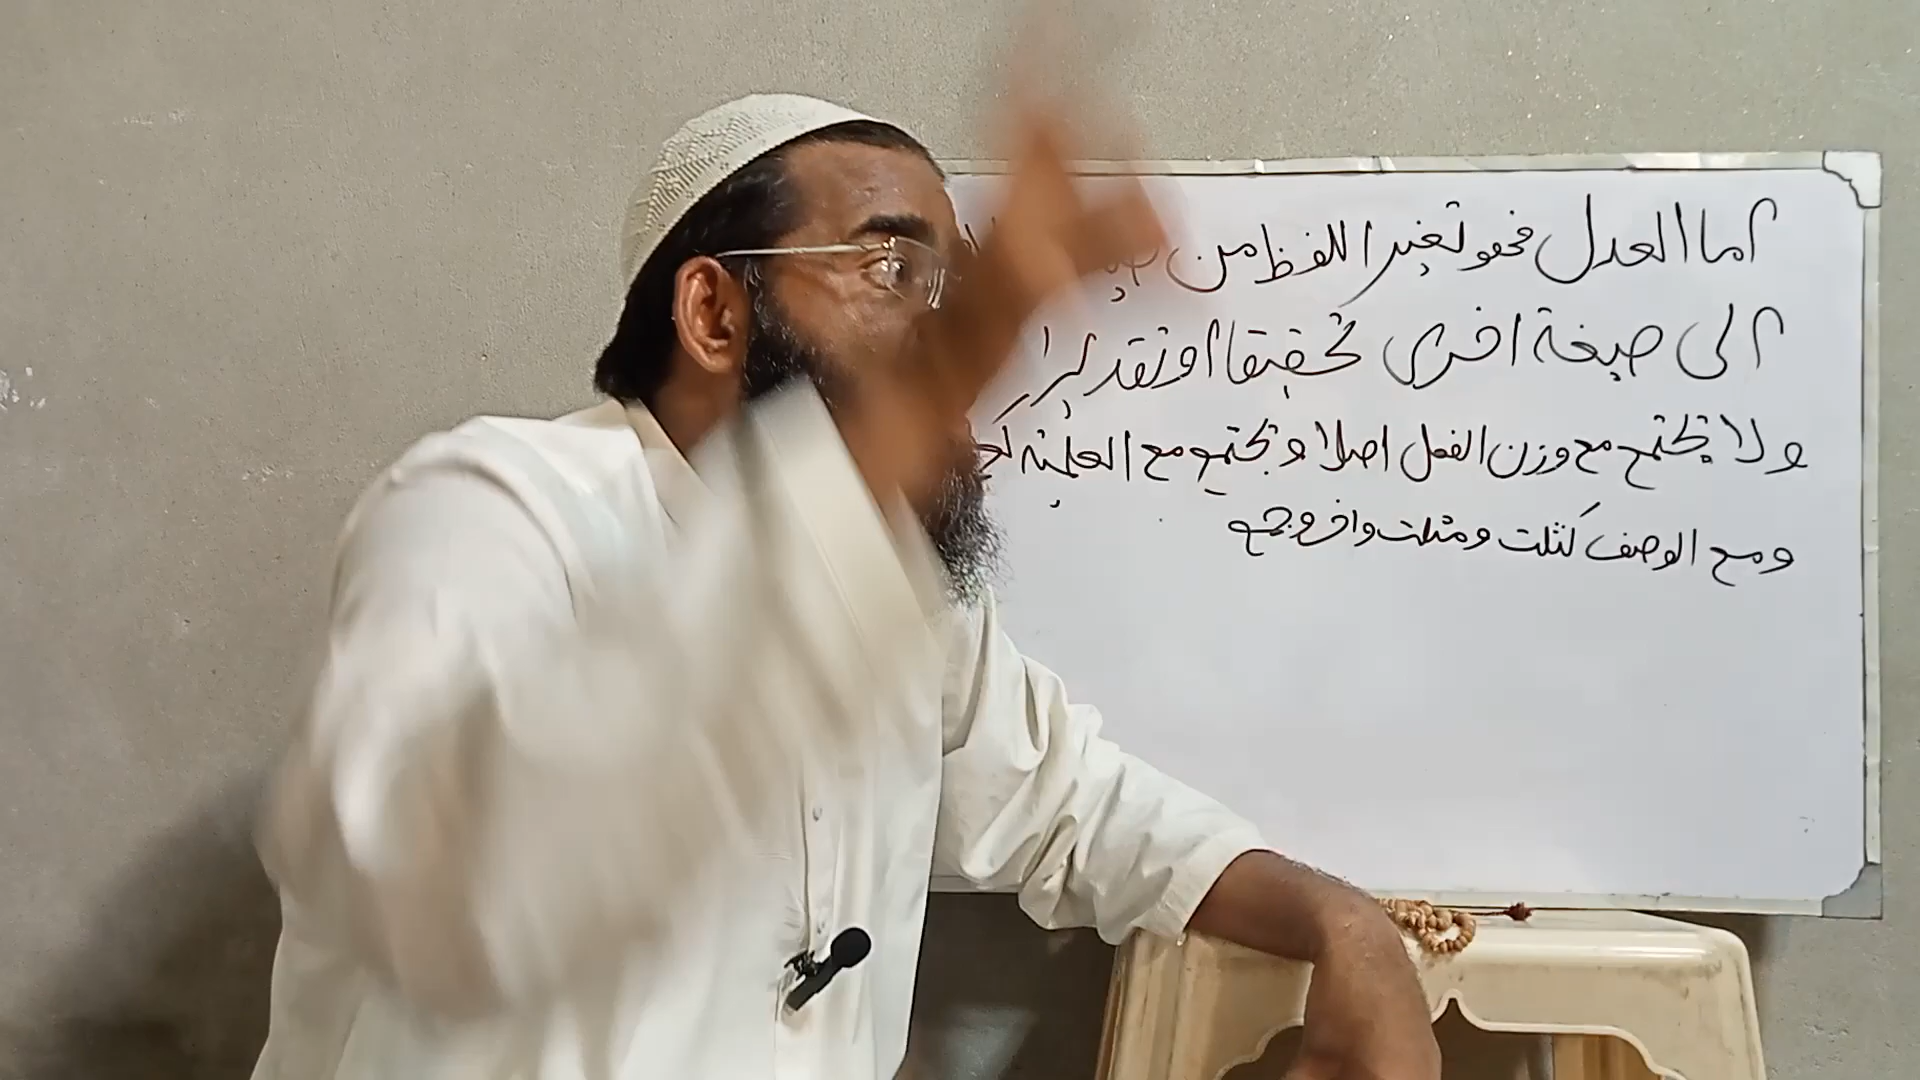 اما العدل فهو تغير اللفظ من
الى صيغة اخرى تحقيقا او تقديرا
ولا يجتمع مع وزن الفعل اصلا و يجتمع مع العلمية
ومع الوصف كثلث ومثلث واخر وجمع